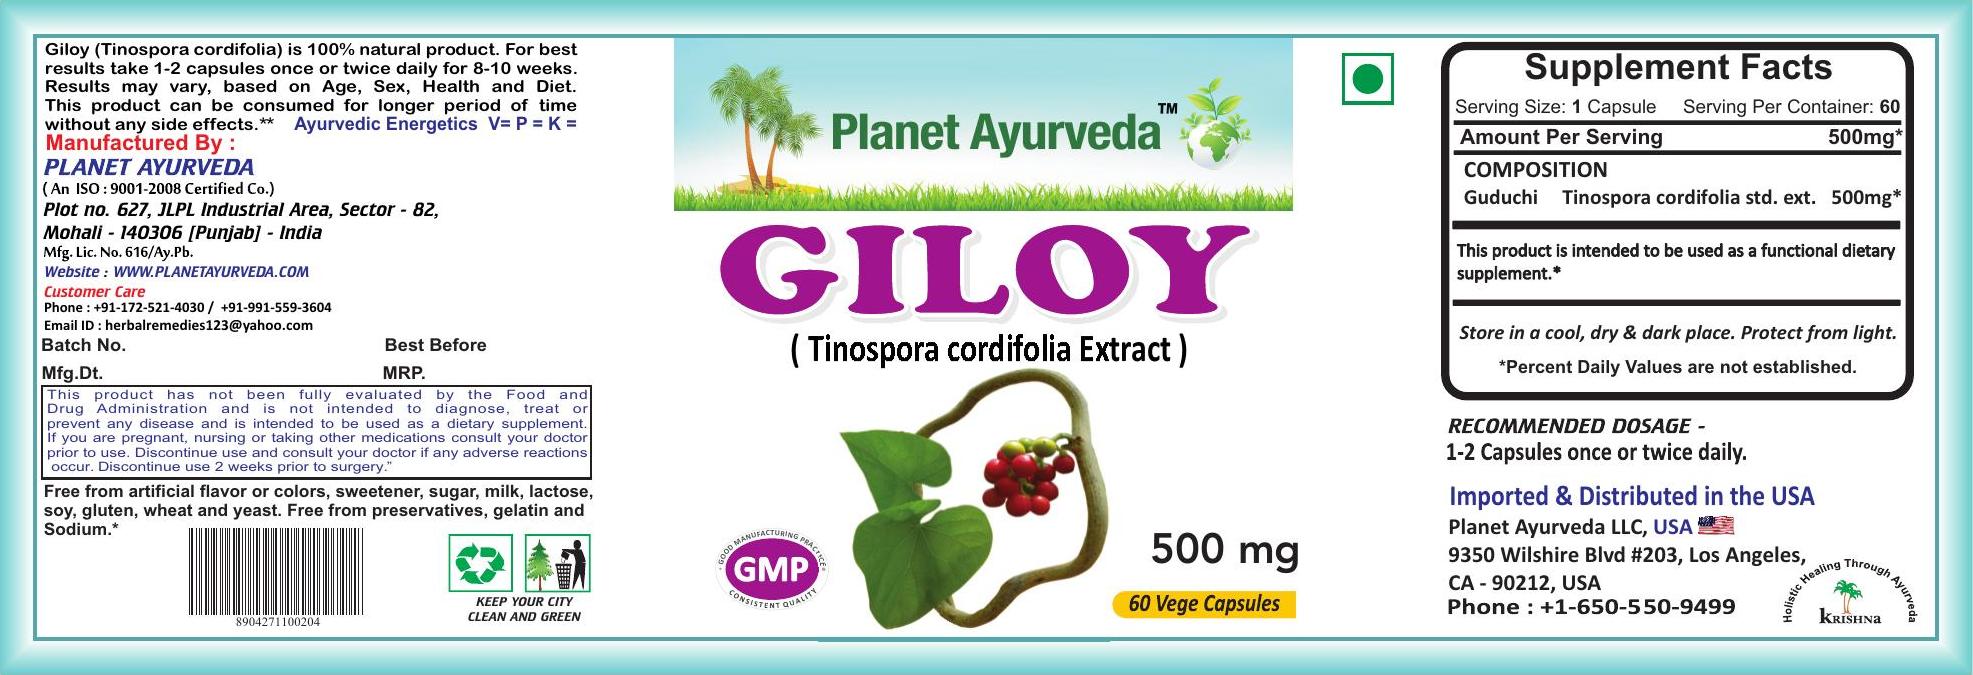 Giloy (Tinospora cordifolia) is 100% natural product. For best
results take 1-2 capsules once or twice daily for 8-10 weeks.
Results may vary, based on Age, Sex, Health and Diet.
This product can be consumed for longer period of time
without any side effects.** Ayurvedic Energetics V= P = K =
Manufactured By :
PLANET AYURVEDA
( An ISO : 9001-2008 Certified Co.)
Plot no. 627, JLPL Industrial Area, Sector - 82,
Mohali - 140306 [Punjab] - India
Mfg. Lic. No. 616/Ay.Pb.
Website : WWW.PLANETAYURVEDA.COM
Customer Care
Phone : +91-172-521-4030 / +91-991-559-3604
Email ID : herbalremedies123@yahoo.com
Batch No. Best Before
Mfg.Dt. MRP.
This product has not been fully evaluated by the Food and
Drug Administration and is not intended to diagnose, treat or
prevent any disease and is intended to be used as a dietary supplement.
If you are pregnant, nursing or taking other medications consult your doctor
prior to use. Discontinue use and consult your doctor if any adverse reactions
occur. Discontinue use 2 weeks prior to surgery.”
Free from artificial flavor or colors, sweetener, sugar, milk, lactose,
soy, gluten, wheat and yeast. Free from preservatives, gelatin and
Sodium.*
8904271100204
KEEP YOUR CITY
CLEAN AND GREEN
Planet Ayurveda™
GILOY
( Tinospora cordifolia Extract )
GOOD MANUFACTURING PRACTICE
GMP
CONSISTENT QUALITY
500 mg
60 Vege Capsules
Supplement Facts
Serving Size: 1 Capsule Serving Per Container: 60
Amount Per Serving 500mg*
COMPOSITION
Guduchi Tinospora cordifolia std. ext. 500mg*
This product is intended to be used as a functional dietary
supplement.*
Store in a cool, dry & dark place. Protect from light.
*Percent Daily Values are not established.
RECOMMENDED DOSAGE -
1-2 Capsules once or twice daily.
Imported & Distributed in the USA
Planet Ayurveda LLC, USA
9350 Wilshire Blvd #203, Los Angeles,
CA - 90212, USA
Phone : +1-650-550-9499
Holistic Healing Through Ayurveda
KRISHNA